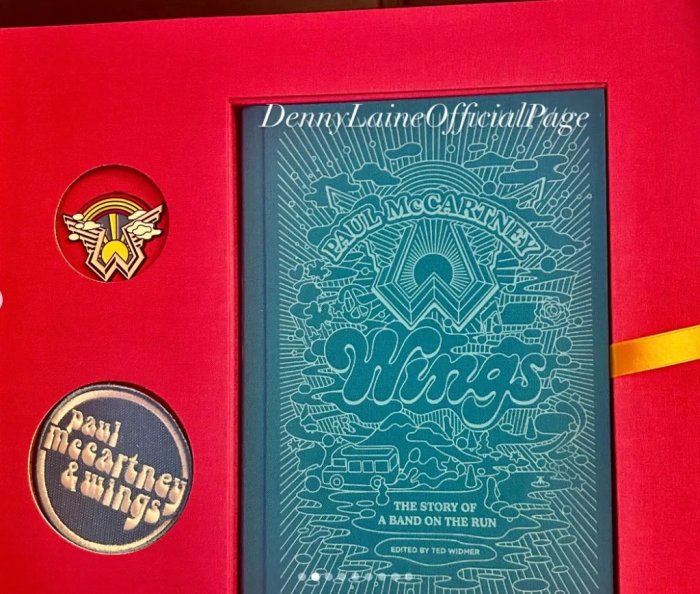 DennyLaineOfficialPage
PAUL McCARTNEY
W
Wings
THE STORY OF
A BAND ON THE RUN
EDITED BY TED WIDMER
W
paul
mccartney
& wings